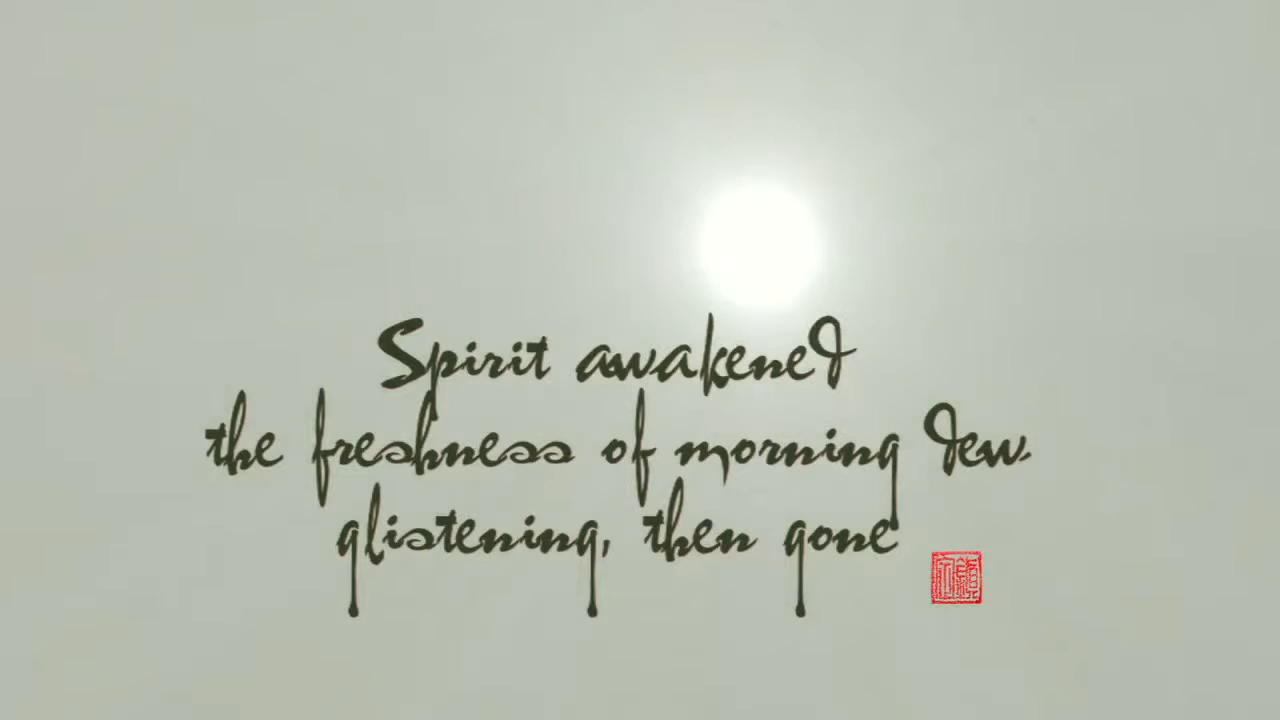 Spirit awakened
the freshness of morning dew
glistening, then gone